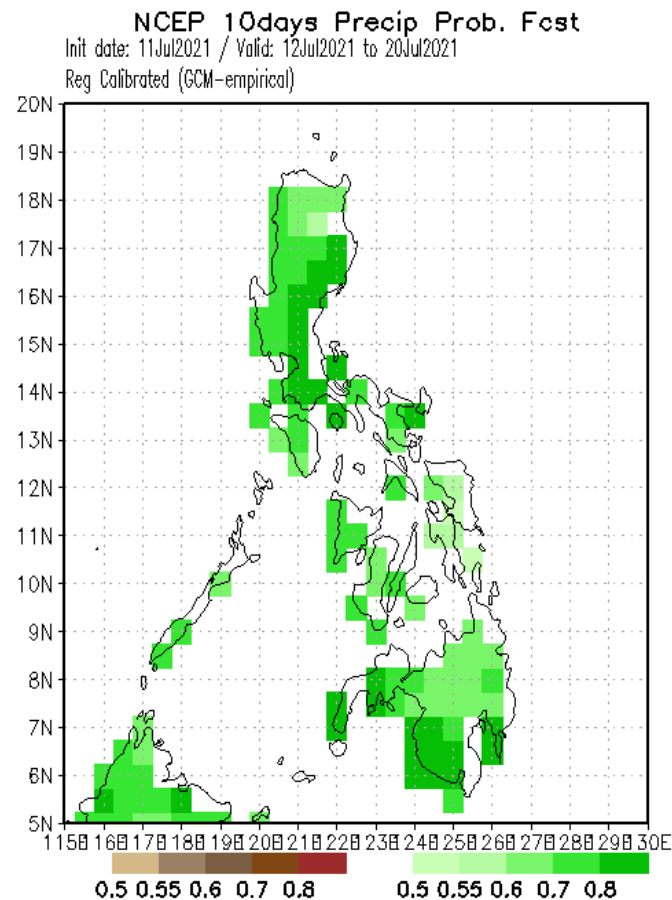 NCEP 10days Precip Prob. Fcst
Init date: 11Jul2021 / Valid: 12Jul2021 to 20Jul2021
Reg Calibrated (GCM-empirical)
20N
19N
18N
17N
16N
15N
14N
13N
12N
11N
10N
9N
8N
7N
6N
5N
115E 116E 117E 118E 119E 120E 121E 122E 123E 124E 125E 126E 127E 128E 129E 130E
0.5 0.55 0.6 0.7 0.8 0.5 0.55 0.6 0.7 0.8